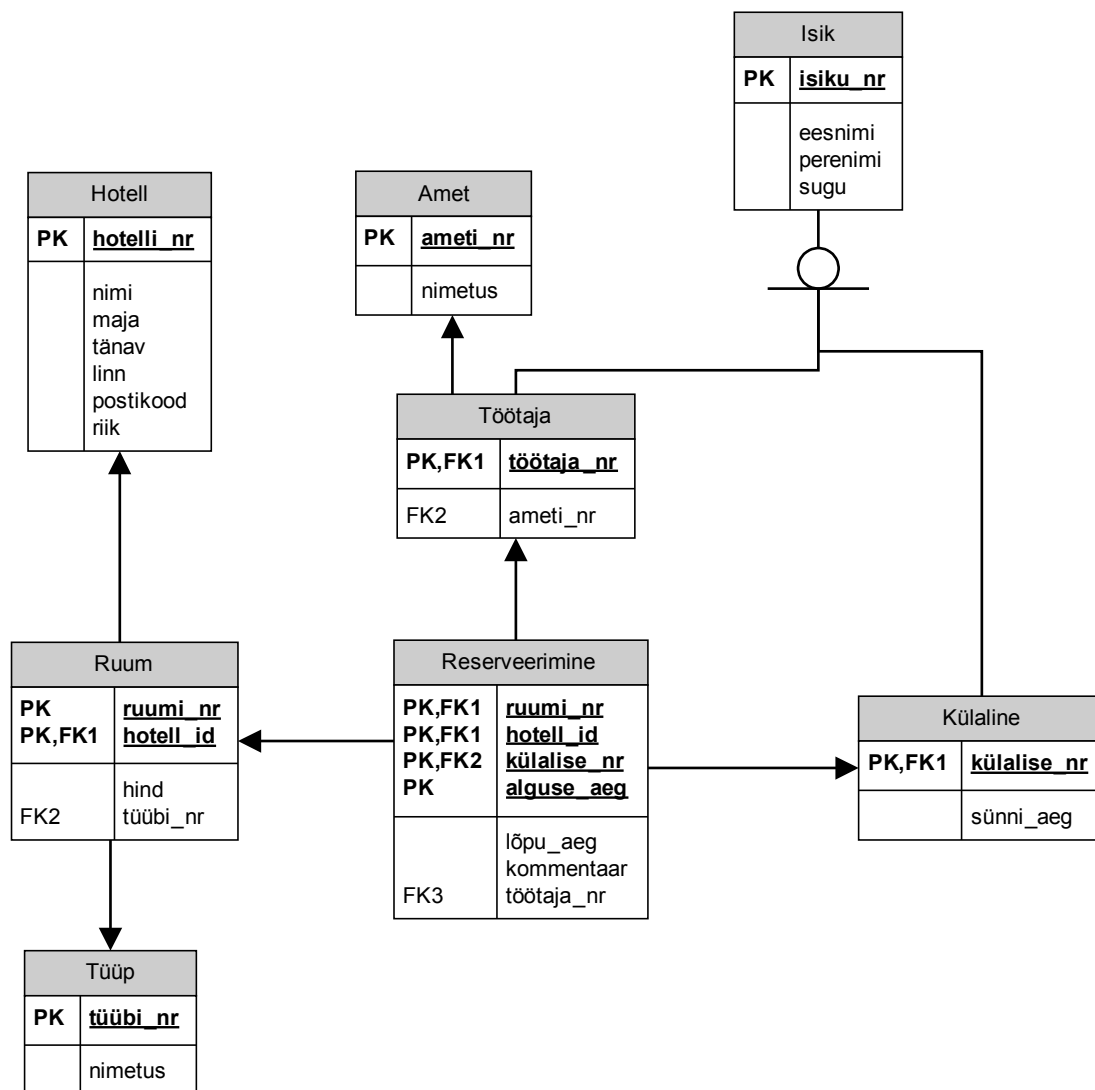 Isik
PK isiku_nr
eesnimi
perenimi
sugu
Hotell
PK hotelli_nr
nimi
maja
tänav
linn
postikood
riik
Amet
PK ameti_nr
nimetus
Töötaja
PK,FK1 töötaja_nr
FK2 ameti_nr
Ruum
PK ruumi_nr
PK,FK1 hotell_id
hind
FK2 tüübi_nr
Reserveerimine
PK,FK1 ruumi_nr
PK,FK1 hotell_id
PK,FK2 külalise_nr
PK alguse_aeg
lõpu_aeg
kommentaar
FK3 töötaja_nr
Külaline
PK,FK1 külalise_nr
sünni_aeg
Tüüp
PK tüübi_nr
nimetus